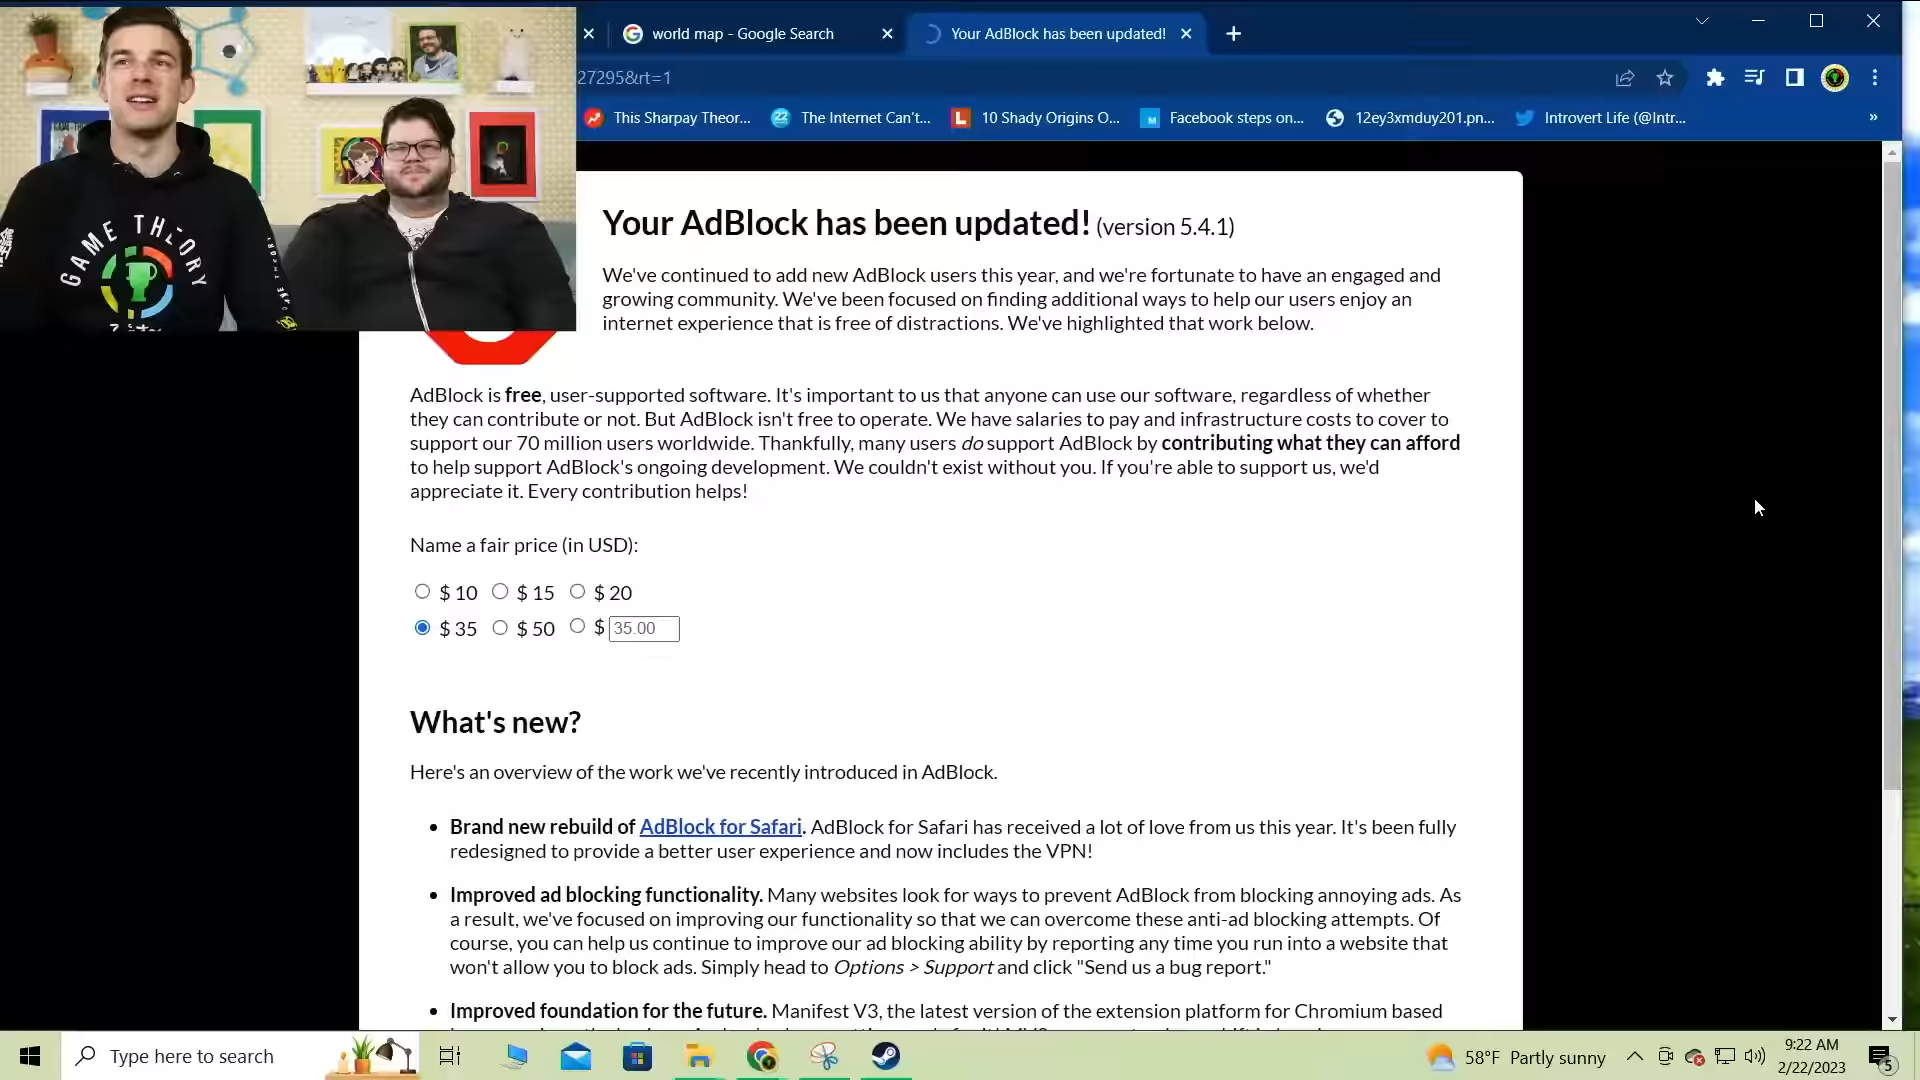 world map - Google Search
Your AdBlock has been updated!
27295&rt=1
This Sharpay Theor...
The Internet Can't...
10 Shady Origins O...
Facebook steps on...
12ey3xmduy201.pn...
Introvert Life (@Intr...
GAME THEORY
Your AdBlock has been updated! (version 5.4.1)
We've continued to add new AdBlock users this year, and we're fortunate to have an engaged and
growing community. We've been focused on finding additional ways to help our users enjoy an
internet experience that is free of distractions. We've highlighted that work below.
AdBlock is free, user-supported software. It's important to us that anyone can use our software, regardless of whether
they can contribute or not. But AdBlock isn't free to operate. We have salaries to pay and infrastructure costs to cover to
support our 70 million users worldwide. Thankfully, many users do support AdBlock by contributing what they can afford
to help support AdBlock's ongoing development. We couldn't exist without you. If you're able to support us, we'd
appreciate it. Every contribution helps!
Name a fair price (in USD):
$ 10 $ 15 $ 20
$ 35 $ 50 $ 35.00
What's new?
Here's an overview of the work we've recently introduced in AdBlock.
Brand new rebuild of AdBlock for Safari. AdBlock for Safari has received a lot of love from us this year. It's been fully
redesigned to provide a better user experience and now includes the VPN!
Improved ad blocking functionality. Many websites look for ways to prevent AdBlock from blocking annoying ads. As
a result, we've focused on improving our functionality so that we can overcome these anti-ad blocking attempts. Of
course, you can help us continue to improve our ad blocking ability by reporting any time you run into a website that
won't allow you to block ads. Simply head to Options > Support and click "Send us a bug report."
Improved foundation for the future. Manifest V3, the latest version of the extension platform for Chromium based
Type here to search
58°F Partly sunny
9:22 AM
2/22/2023
5